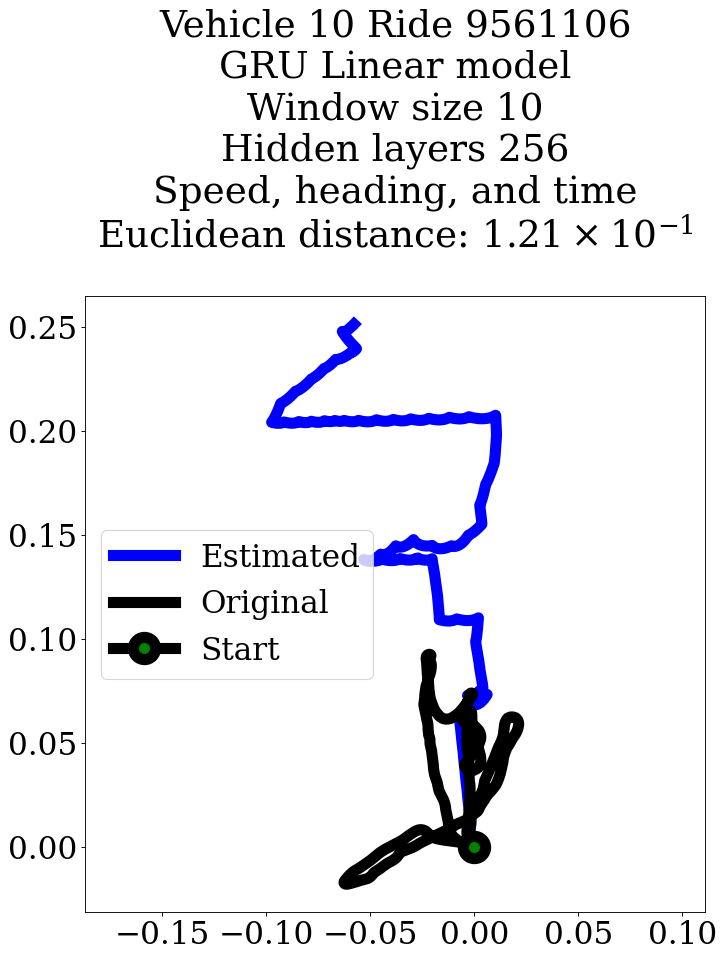 Vehicle 10 Ride 9561106
GRU Linear model
Window size 10
Hidden layers 256
Speed, heading, and time
Euclidean distance: 1.21 × 10⁻¹
0.25
0.20
0.15
0.10
0.05
0.00
Estimated
Original
Start
−0.15 −0.10 −0.05 0.00 0.05 0.10